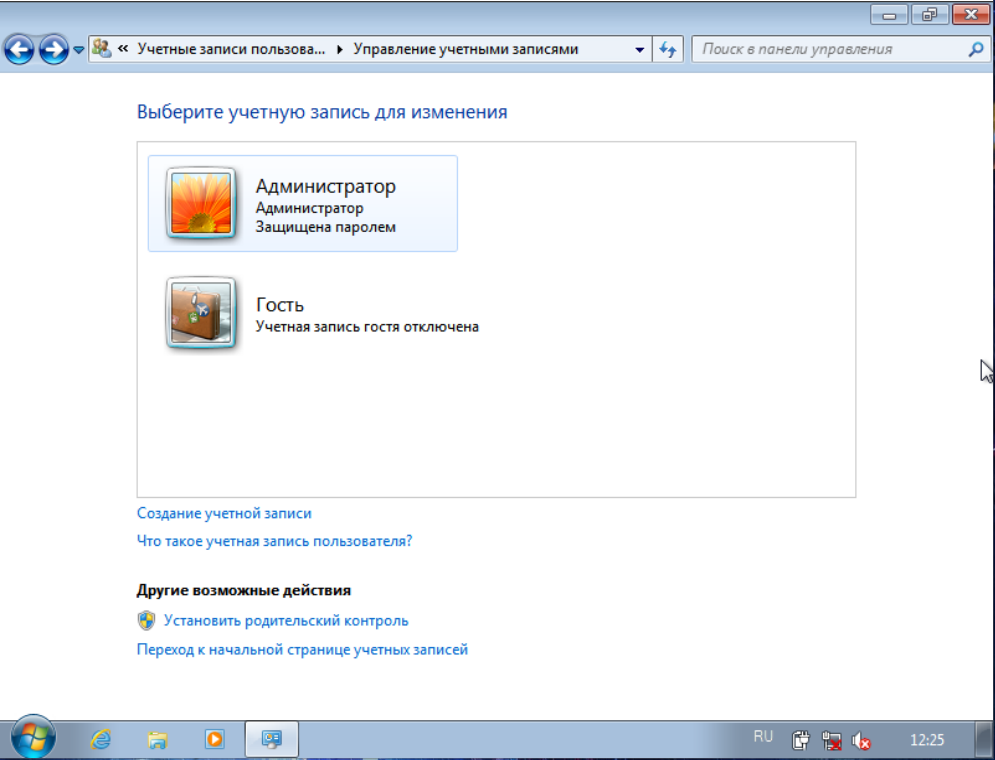 Учетные записи пользова... Управление учетными записями
Поиск в панели управления
Выберите учетную запись для изменения
Администратор
Администратор
Защищена паролем
Гость
Учетная запись гостя отключена
Создание учетной записи
Что такое учетная запись пользователя?
Другие возможные действия
Установить родительский контроль
Переход к начальной странице учетных записей
RU
12:25